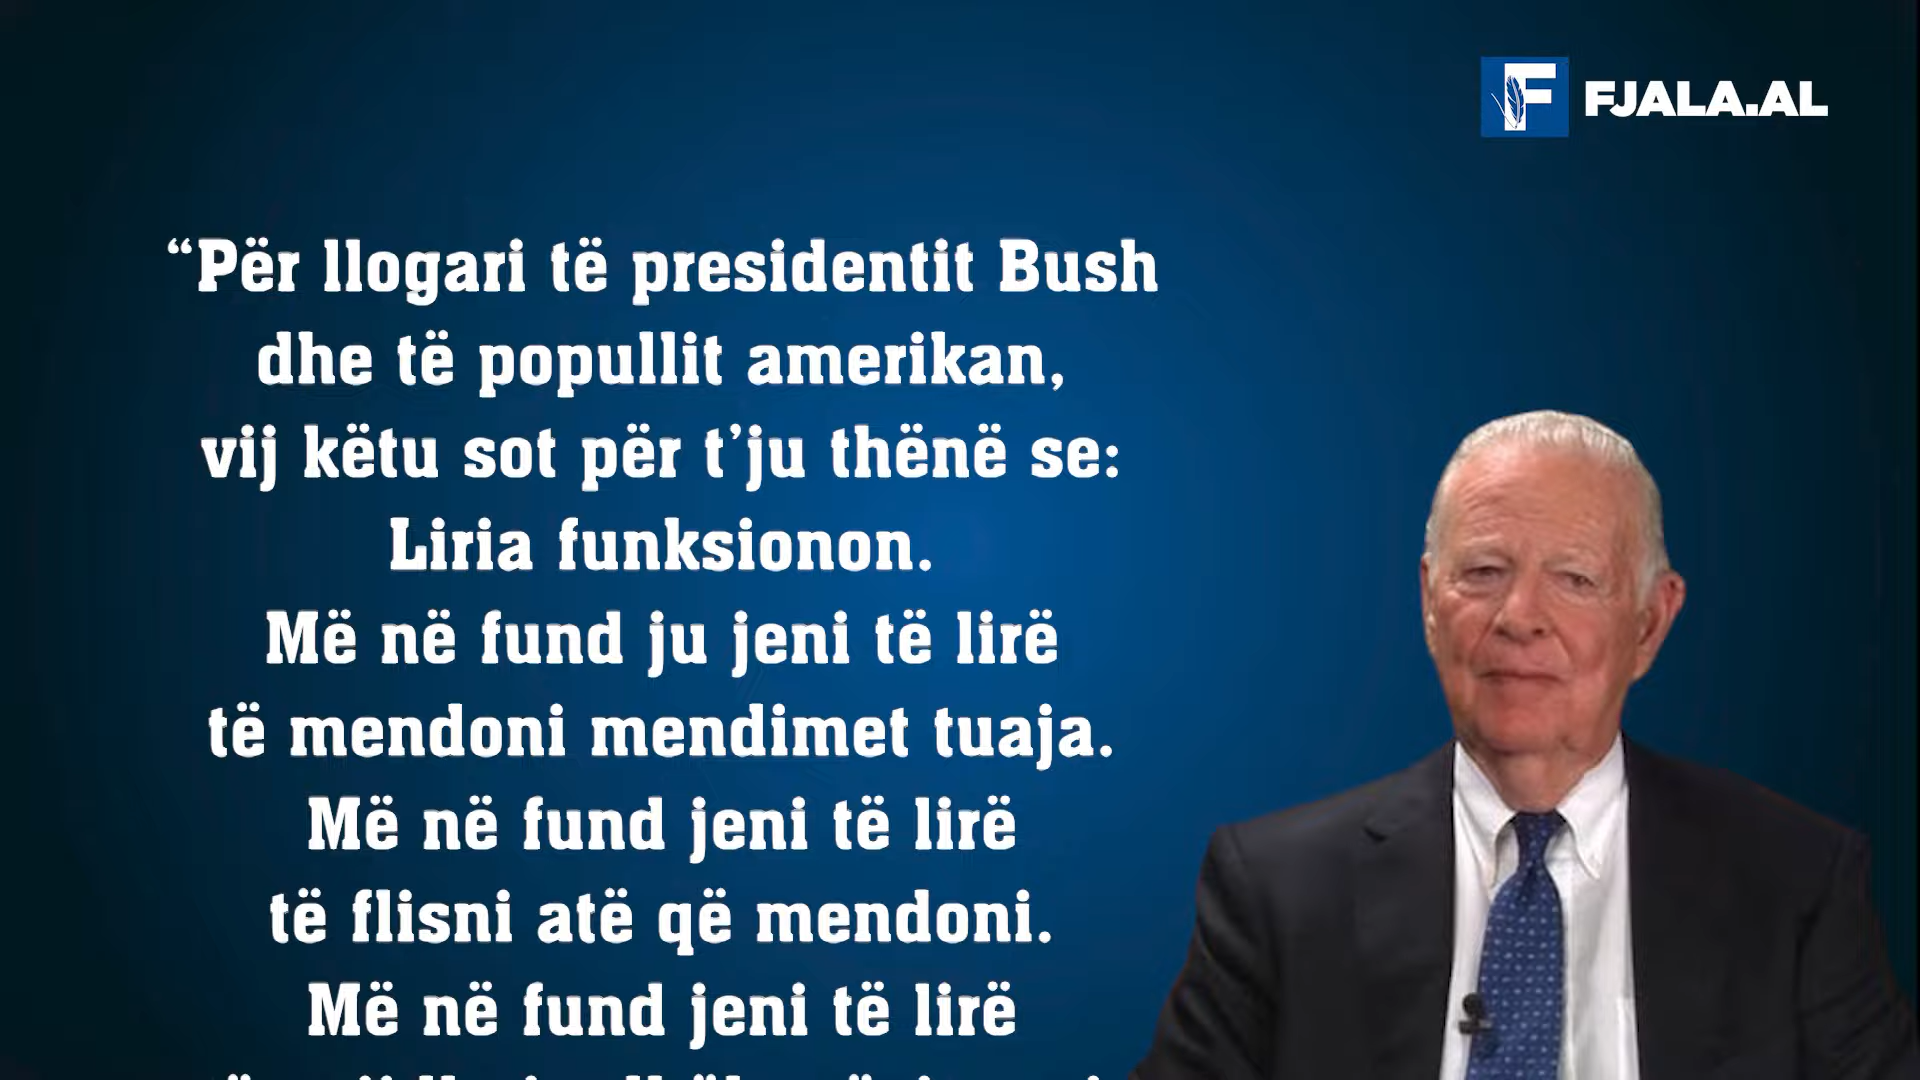 FJALA.AL
“Për llogari të presidentit Bush
dhe të popullit amerikan,
vij këtu sot për t’ju thënë se:
Liria funksionon.
Më në fund ju jeni të lirë
të mendoni mendimet tuaja.
Më në fund jeni të lirë
të flisni atë që mendoni.
Më në fund jeni të lirë